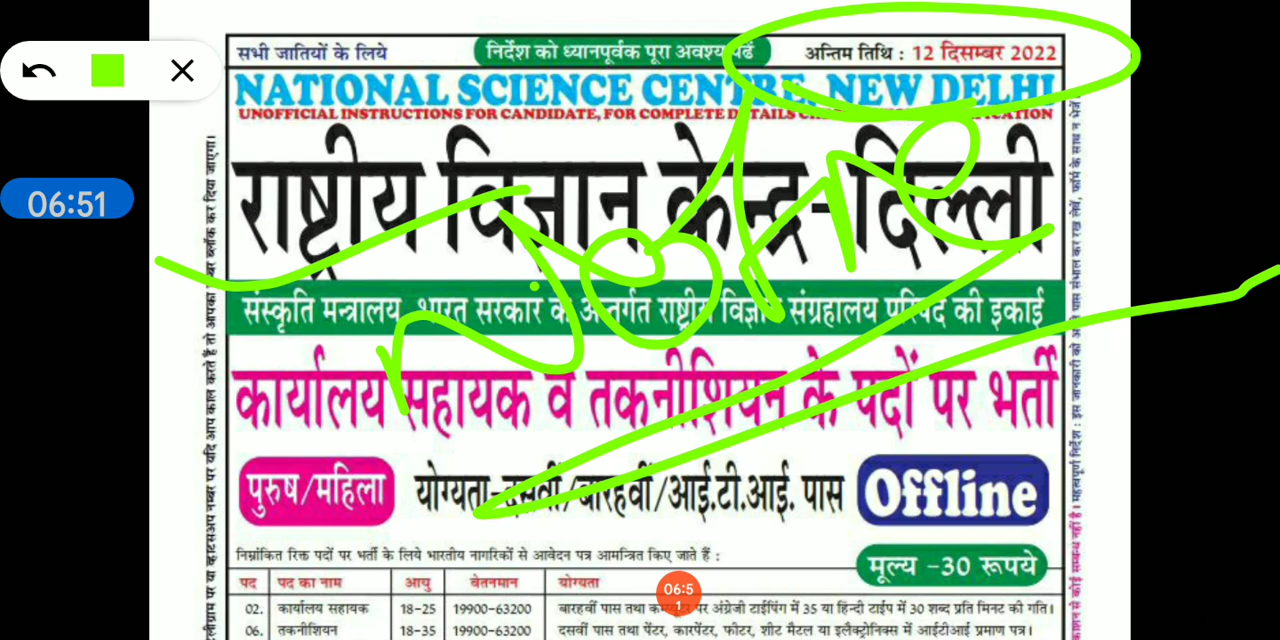 सभी जातियों के लिये
निर्देश को ध्यानपूर्वक पूरा अवश्य पढें
अन्तिम तिथि : 12 दिसम्बर 2022
NATIONAL SCIENCE CENTRE, NEW DELHI
UNOFFICIAL INSTRUCTIONS FOR CANDIDATE, FOR COMPLETE DETAILS
राष्ट्रीय विज्ञान केन्द्र-दिल्ली
06:51
संस्कृति मन्त्रालय, भारत सरकार के अन्तर्गत राष्ट्रीय विज्ञान संग्रहालय परिषद की इकाई
कार्यालय सहायक व तकनीशियन के पदों पर भर्ती
पुरुष/महिला
योग्यता-दसवीं/बारहवीं/आई.टी.आई. पास
Offline
निम्नांकित रिक्त पदों पर भर्ती के लिये भारतीय नागरिकों से आवेदन पत्र आमन्त्रित किए जाते हैं :
मूल्य -30 रूपये
पद पद का नाम आयु वेतनमान योग्यता
02. कार्यालय सहायक 18-25 19900-63200 बारहवीं पास तथा कम्प्यूटर पर अंग्रेजी टाईपिंग में 35 या हिन्दी टाईप में 30 शब्द प्रति मिनट की गति।
06. तकनीशियन 18-35 19900-63200 दसवीं पास तथा पेंटर, कारपेंटर, फीटर, शीट मैटल या इलैक्ट्रोनिक्स में आईटीआई प्रमाण पत्र।
06:5
1